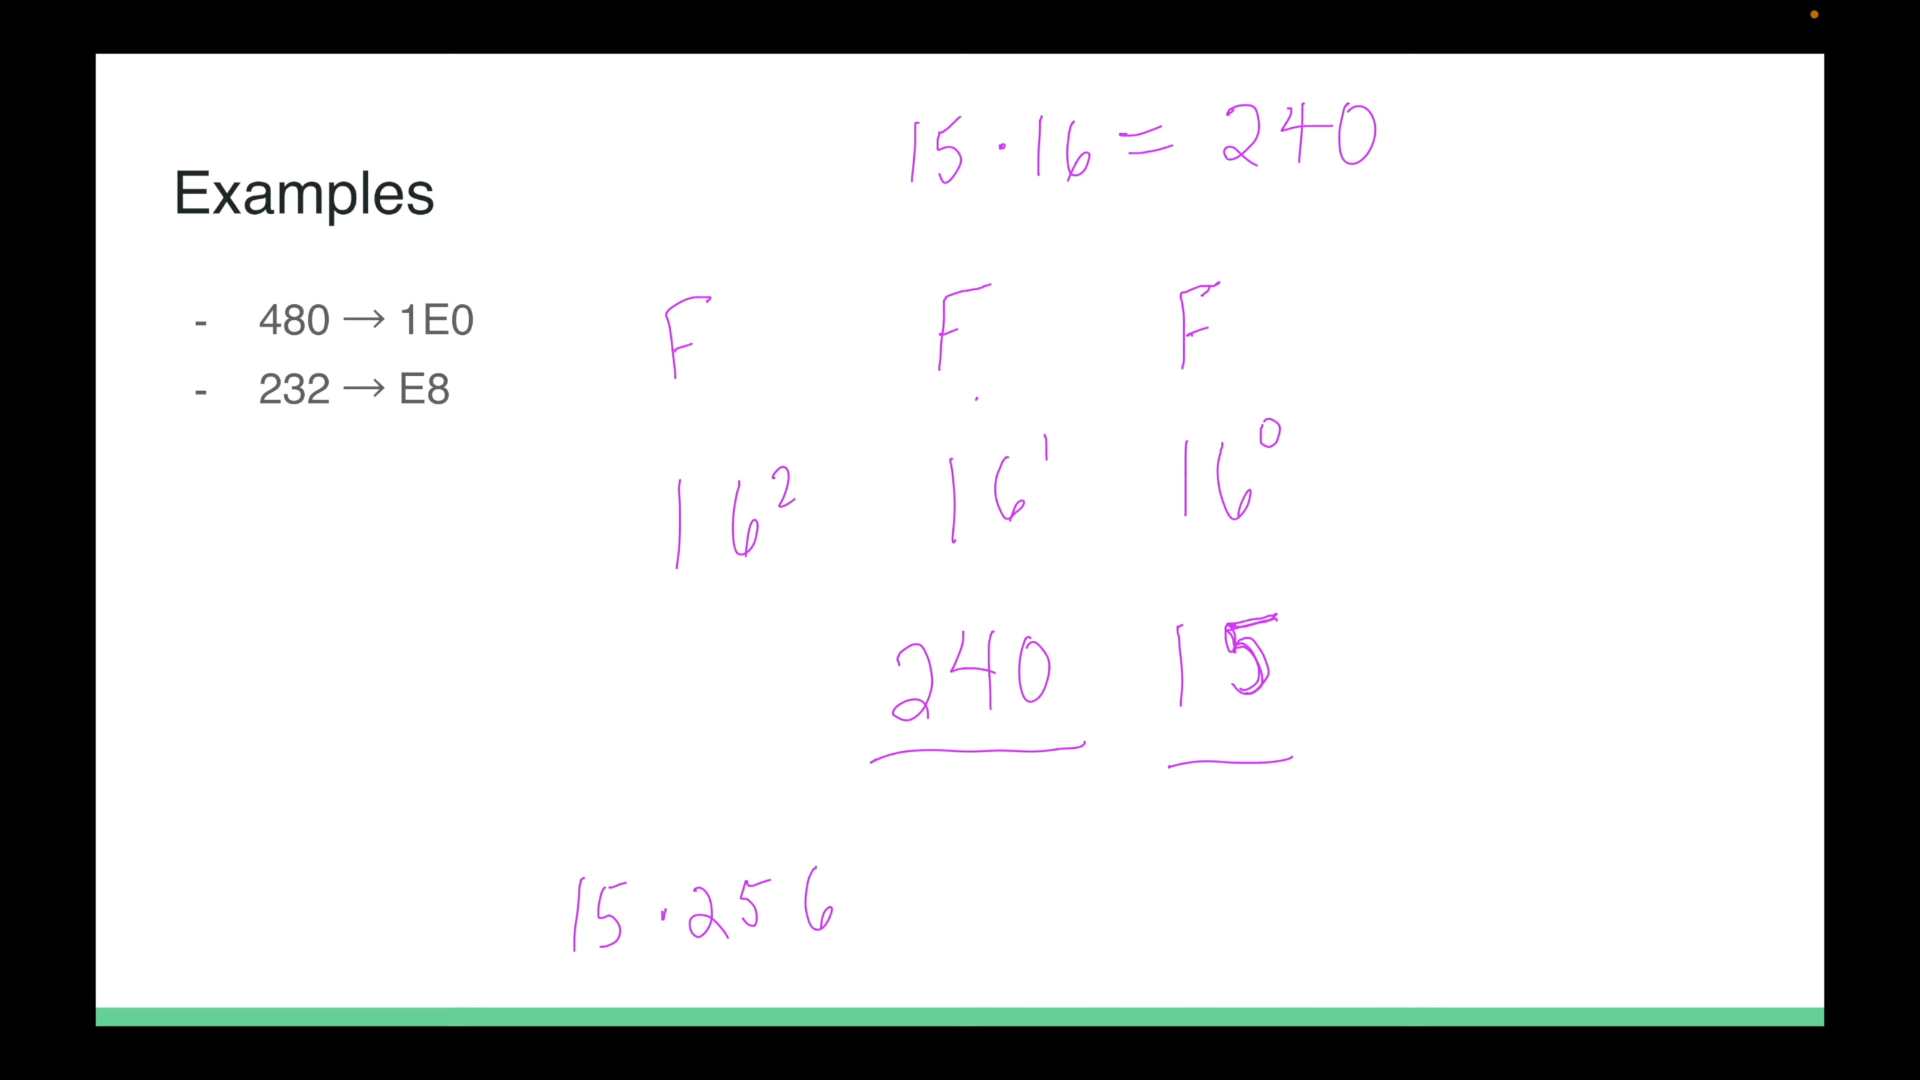 15 · 16 = 240
Examples
- 480 → 1E0
- 232 → E8
F F F
16² 16¹ 16⁰
240 15
15 · 256